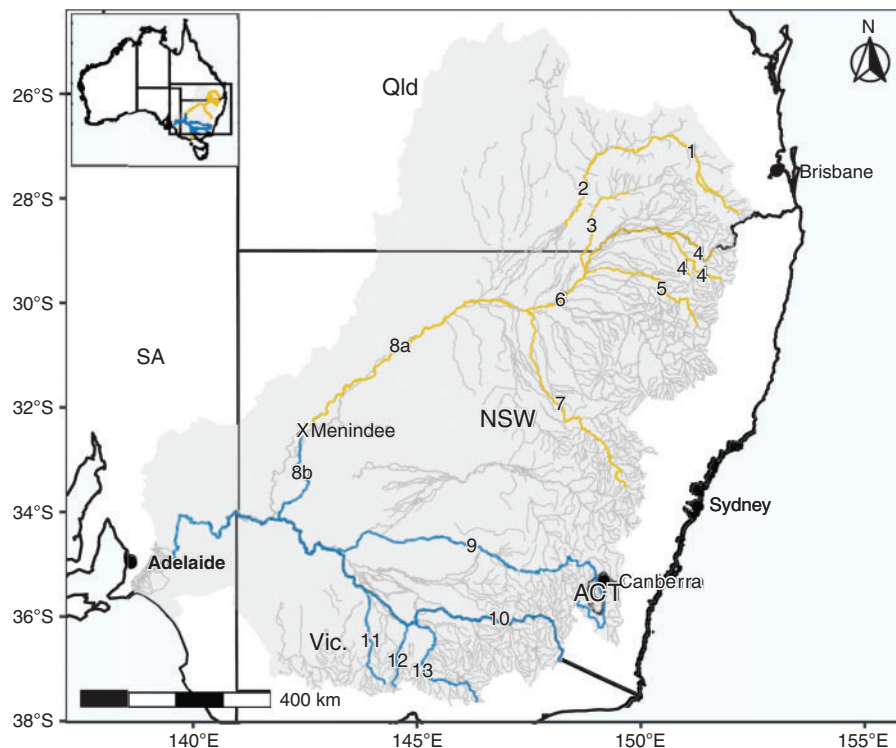 N
26°S
Qld
1
Brisbane
28°S
2
3
4
4
4
30°S
5
6
SA
8a
32°S
7
XMenindee
NSW
8b
34°S
Sydney
9
Adelaide
Canberra
ACT
36°S
10
Vic.
11
12
13
400 km
38°S
140°E
145°E
150°E
155°E